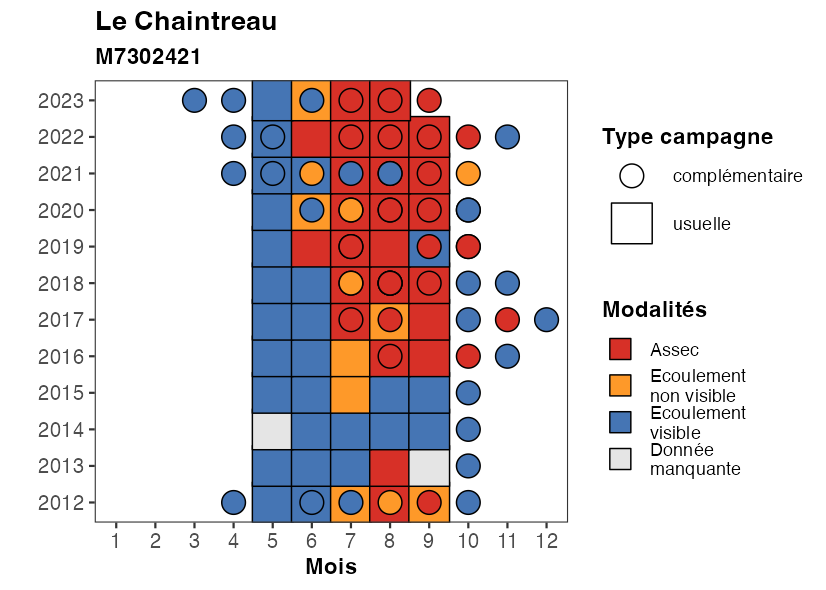 Le Chaintreau
M7302421
2023
2022
2021
2020
2019
2018
2017
2016
2015
2014
2013
2012
1 2 3 4 5 6 7 8 9 10 11 12
Mois
Type campagne
complémentaire
usuelle
Modalités
Assec
Ecoulement
non visible
Ecoulement
visible
Donnée
manquante